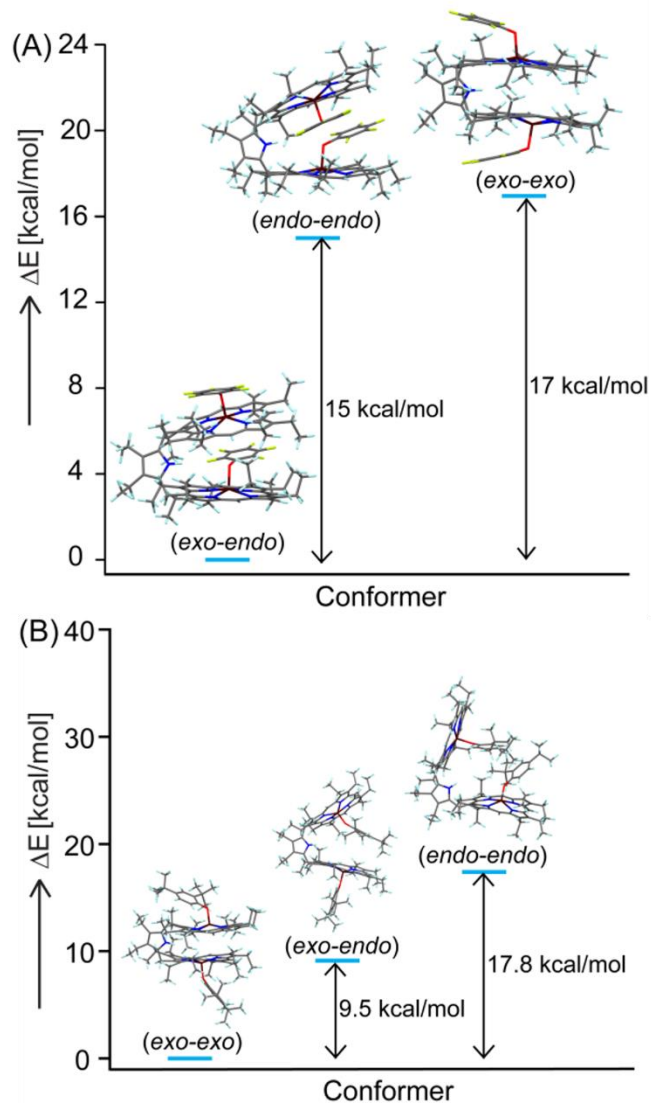 (A)
24
20
16
12
8
4
0
ΔE [kcal/mol]
(endo-endo)
(exo-exo)
15 kcal/mol
17 kcal/mol
(exo-endo)
Conformer
(B)
40
30
20
10
0
ΔE [kcal/mol]
(endo-endo)
(exo-endo)
17.8 kcal/mol
9.5 kcal/mol
(exo-exo)
Conformer